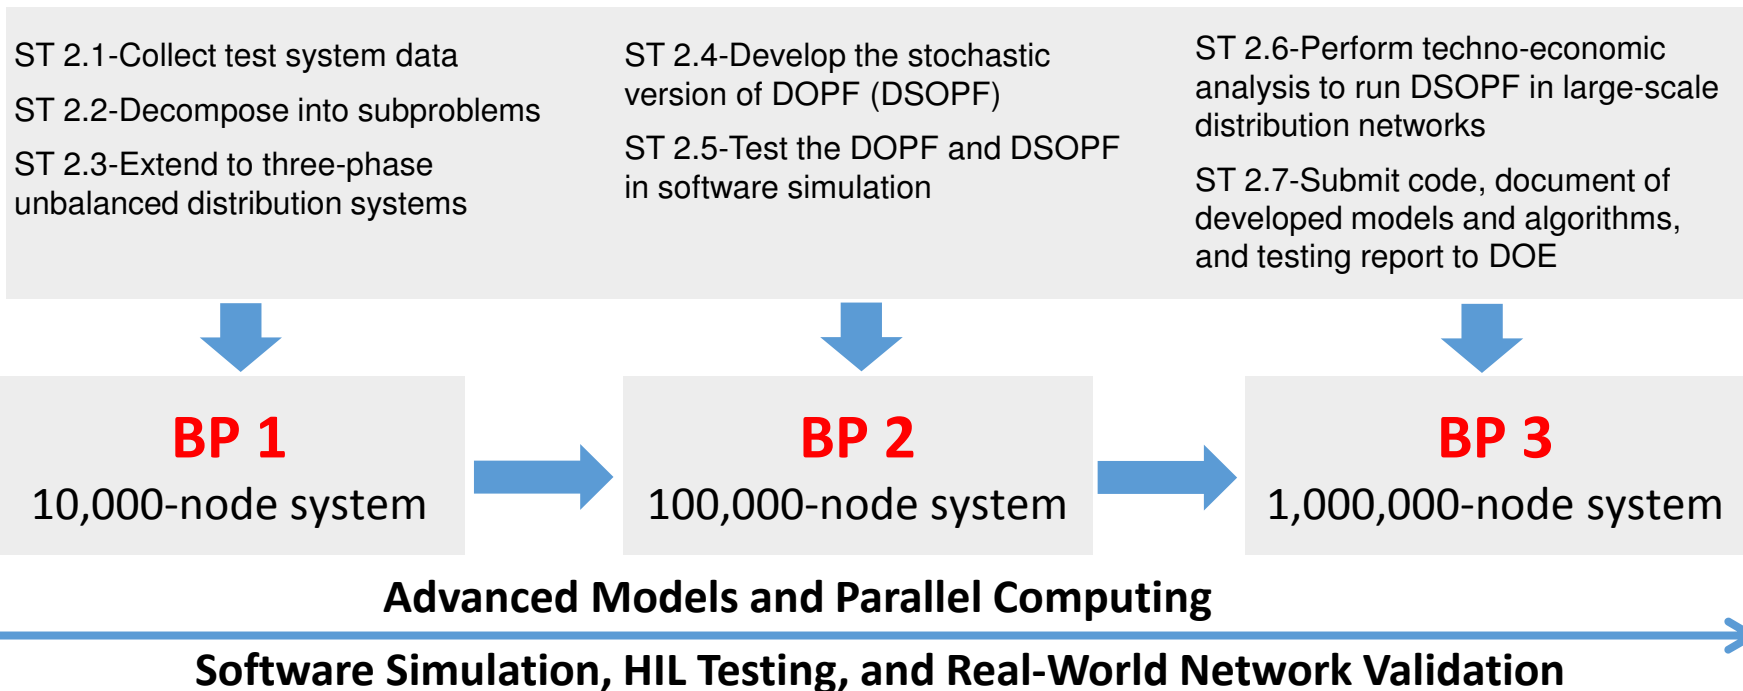 ST 2.1-Collect test system data
ST 2.2-Decompose into subproblems
ST 2.3-Extend to three-phase
unbalanced distribution systems
ST 2.4-Develop the stochastic
version of DOPF (DSOPF)
ST 2.5-Test the DOPF and DSOPF
in software simulation
ST 2.6-Perform techno-economic
analysis to run DSOPF in large-scale
distribution networks
ST 2.7-Submit code, document of
developed models and algorithms,
and testing report to DOE
BP 1
10,000-node system
BP 2
100,000-node system
BP 3
1,000,000-node system
Advanced Models and Parallel Computing
Software Simulation, HIL Testing, and Real-World Network Validation